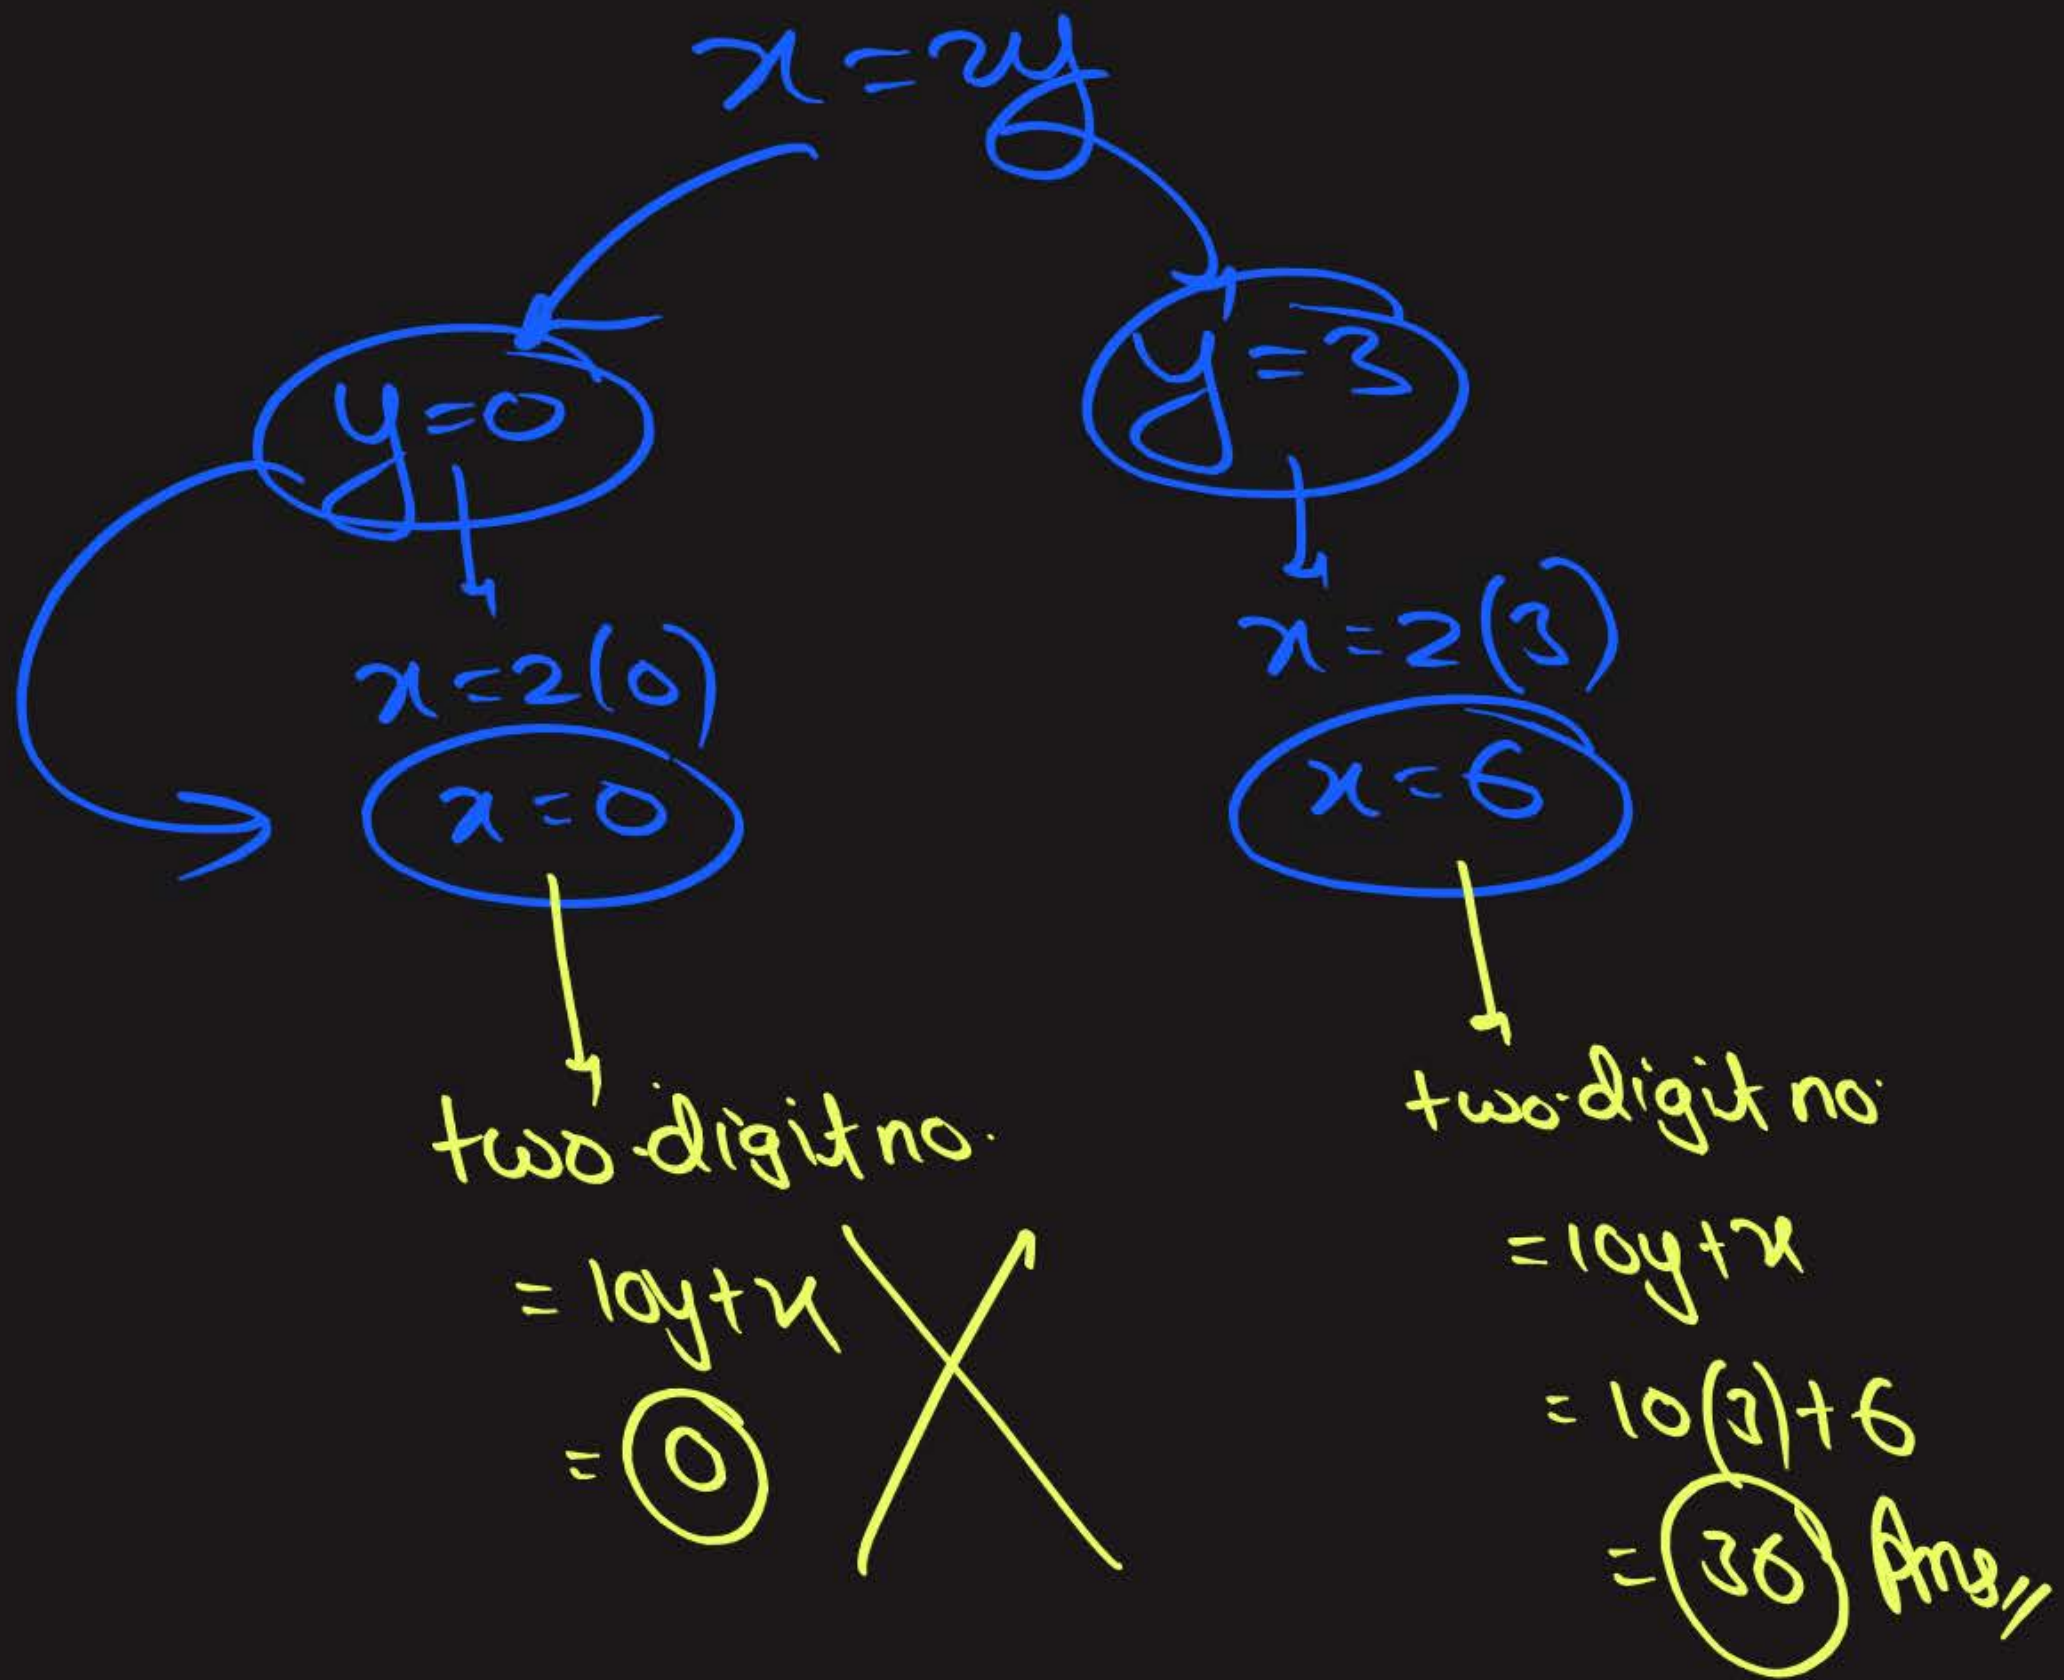 x = 2y
y = 0
x = 2(0)
x = 0
two-digit no.
= 10y+x
= 0
y = 3
x = 2(3)
x = 6
two-digit no.
= 10y+x
= 10(3)+6
= 36 Ans